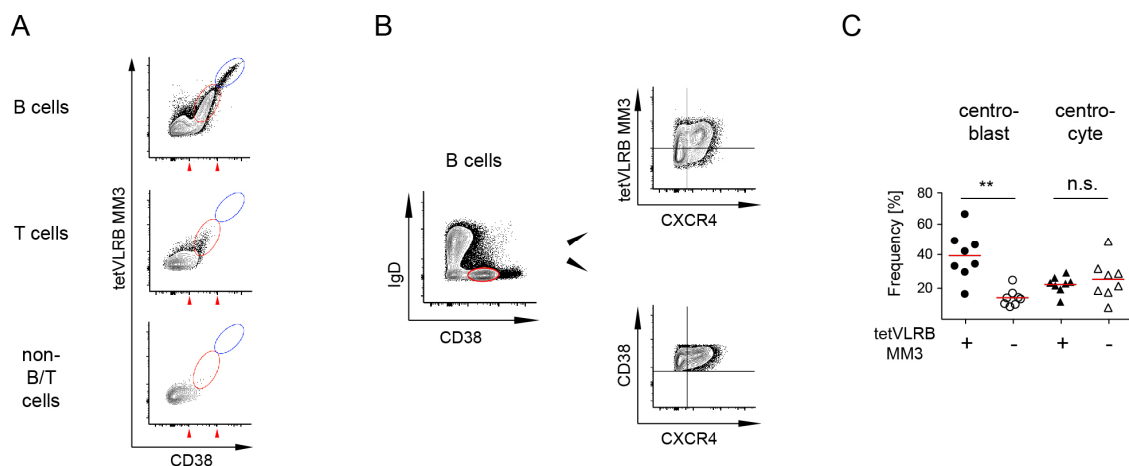 A
B cells
T cells
non-
B/T
cells
tetVLRB MM3
CD38
B
B cells
IgD
CD38
tetVLRB MM3
CXCR4
CD38
CXCR4
C
centro-
blast
centro-
cyte
**
n.s.
Frequency [%]
80
60
40
20
tetVLRB
MM3
+ - + -